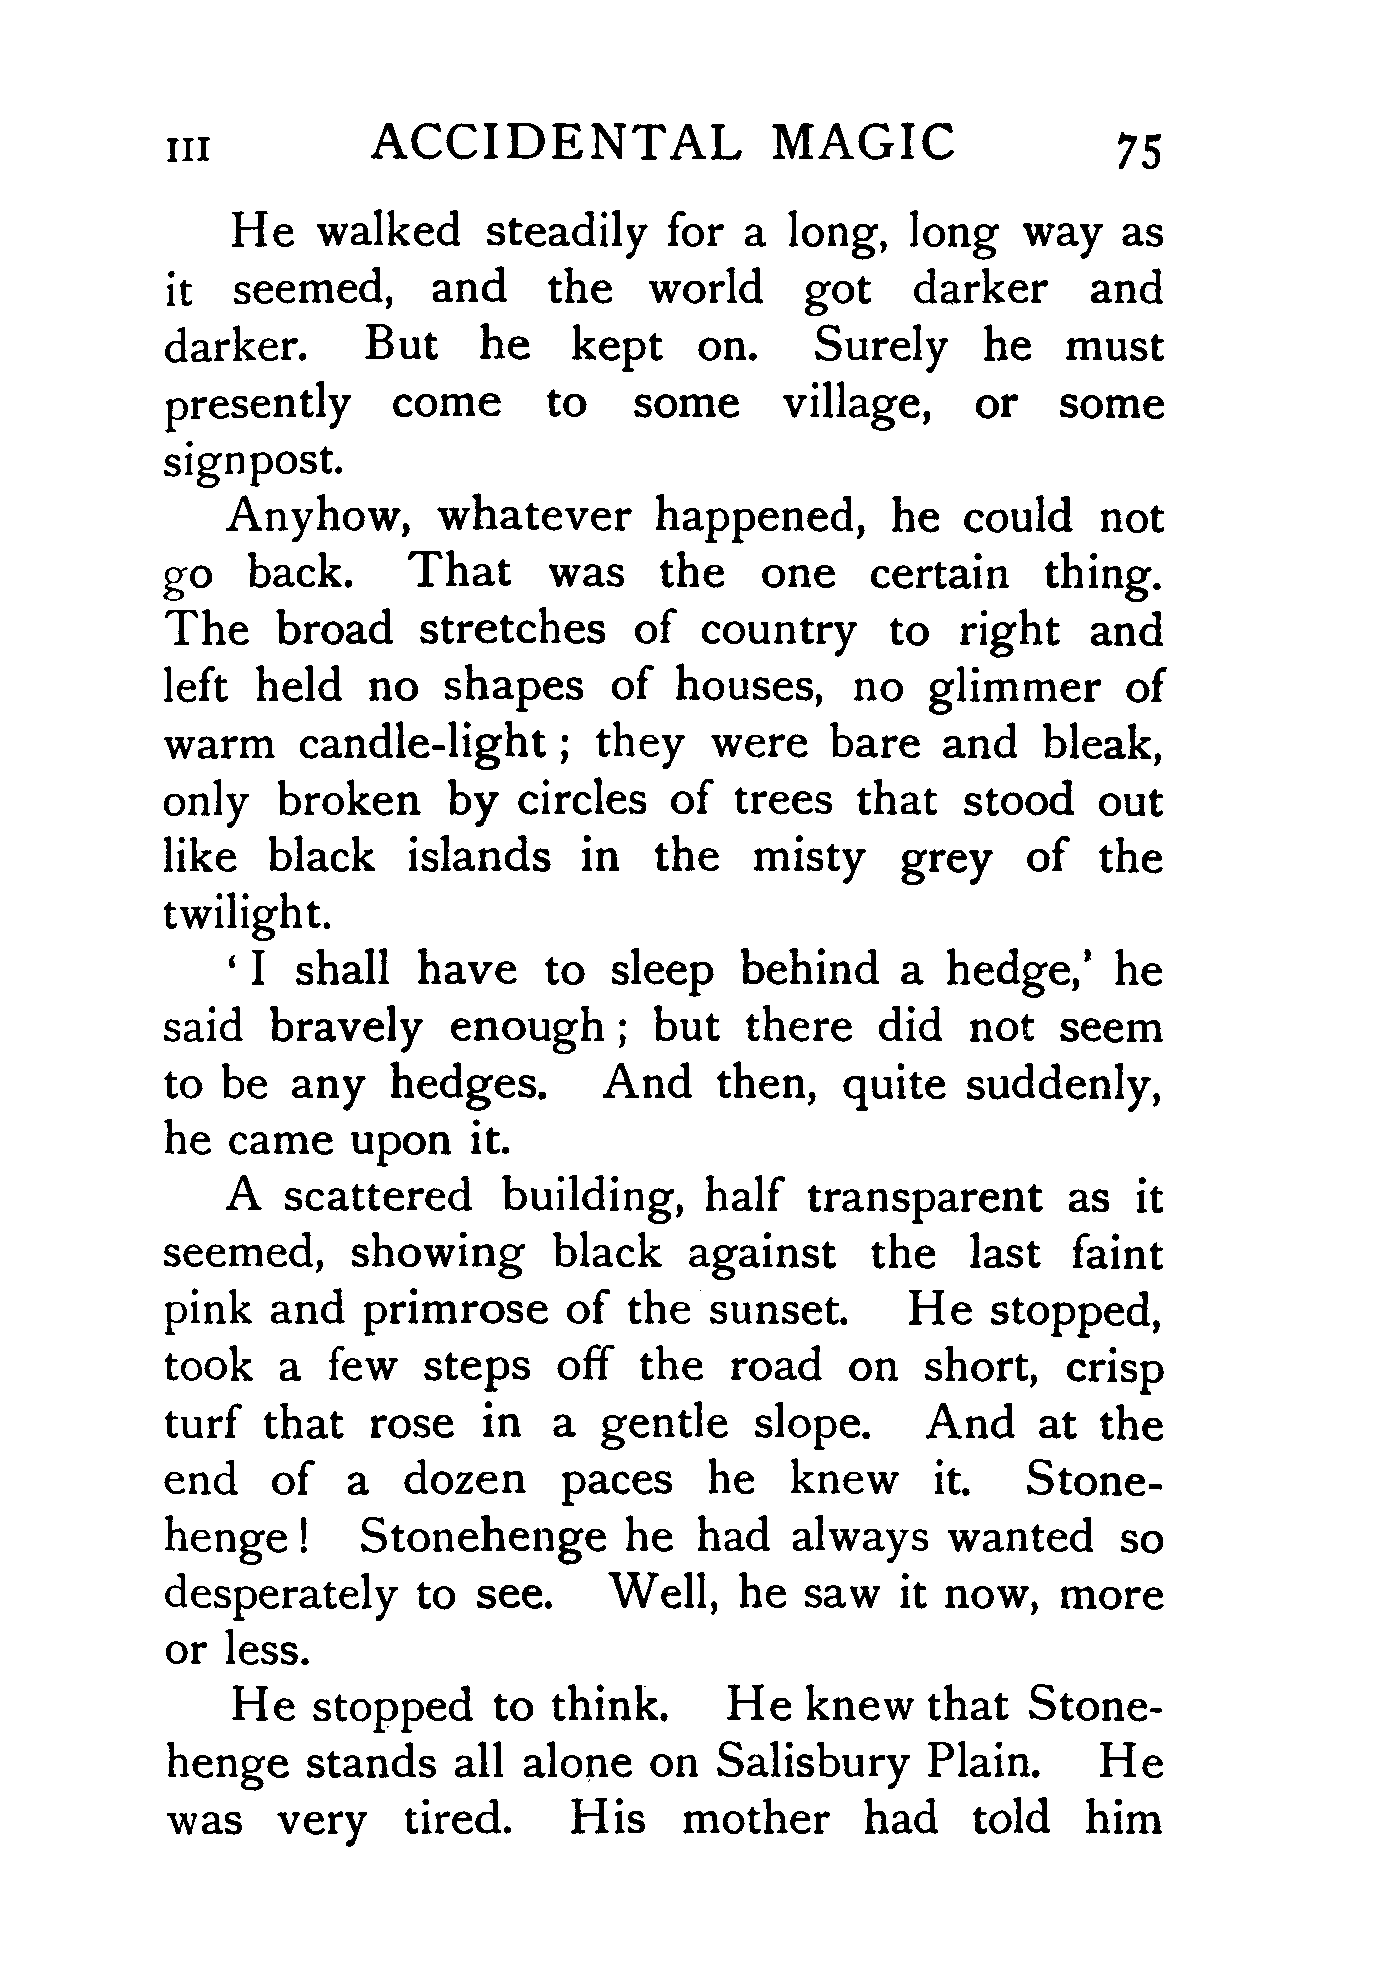 III ACCIDENTAL MAGIC 75
He walked steadily for a long, long way as
it seemed, and the world got darker and
darker. But he kept on. Surely he must
presently come to some village, or some
signpost.
Anyhow, whatever happened, he could not
go back. That was the one certain thing.
The broad stretches of country to right and
left held no shapes of houses, no glimmer of
warm candle-light ; they were bare and bleak,
only broken by circles of trees that stood out
like black islands in the misty grey of the
twilight.
‘ I shall have to sleep behind a hedge,’ he
said bravely enough ; but there did not seem
to be any hedges. And then, quite suddenly,
he came upon it.
A scattered building, half transparent as it
seemed, showing black against the last faint
pink and primrose of the sunset. He stopped,
took a few steps off the road on short, crisp
turf that rose in a gentle slope. And at the
end of a dozen paces he knew it. Stone-
henge ! Stonehenge he had always wanted so
desperately to see. Well, he saw it now, more
or less.
He stopped to think. He knew that Stone-
henge stands all alone on Salisbury Plain. He
was very tired. His mother had told him